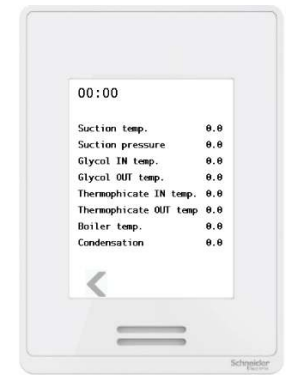 00:00
Suction temp. 0.0
Suction pressure 0.0
Glycol IN temp. 0.0
Glycol OUT temp. 0.0
Thermophicate IN temp. 0.0
Thermophicate OUT temp 0.0
Boiler temp. 0.0
Condensation 0.0
Schneider
Electric